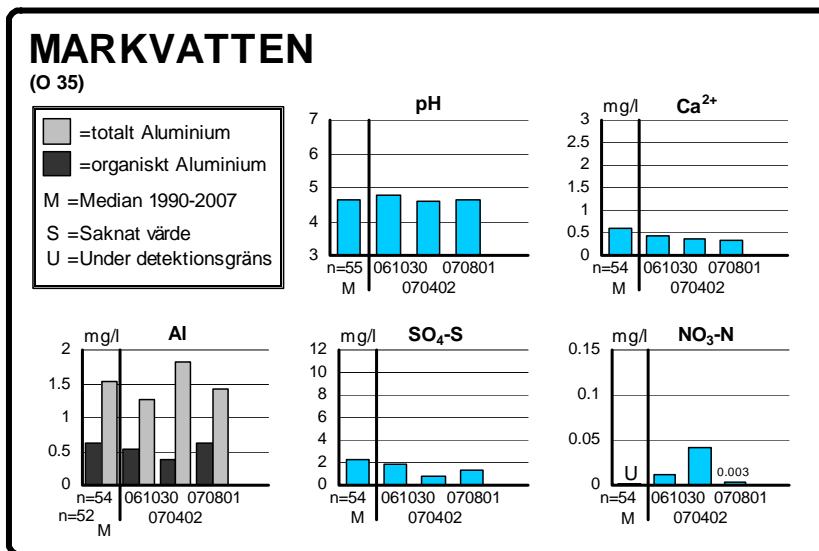 MARKVATTEN
(O 35)
=totalt Aluminium
=organiskt Aluminium
M =Median 1990-2007
S =Saknat värde
U =Under detektionsgräns
pH
7
6
5
4
3
n=55 061030 070801
M 070402
mg/l Ca²⁺
3
2.5
2
1.5
1
0.5
0
n=54 061030 070801
M 070402
mg/l Al
2
1.5
1
0.5
0
n=54 061030 070801
n=52 070402
M
SO₄-S
12
10
8
6
4
2
0
n=54 061030 070801
M 070402
mg/l NO₃-N
0.15
0.1
0.05
0
U 0.003
n=54 061030 070801
M 070402